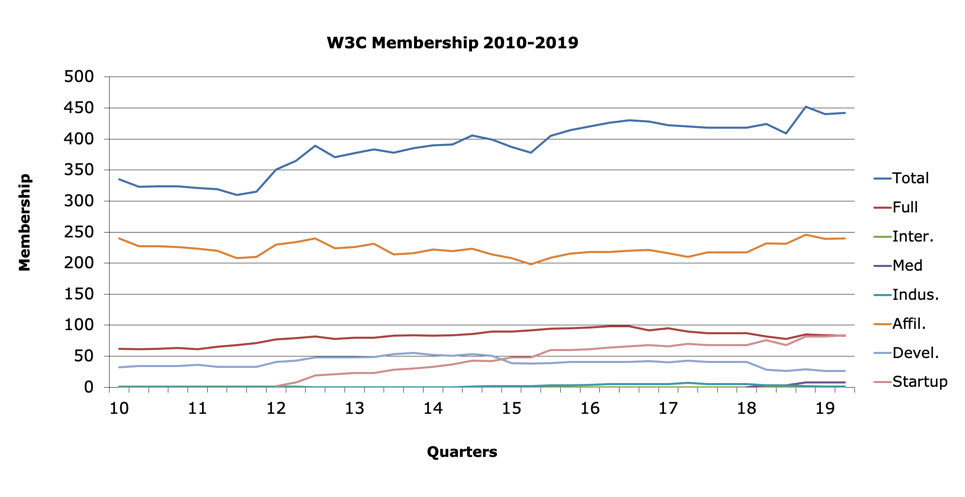 W3C Membership 2010-2019
500
450
400
350
300
250
200
150
100
50
0
Membership
10 11 12 13 14 15 16 17 18 19
Quarters
Total
Full
Inter.
Med
Indus.
Affil.
Devel.
Startup